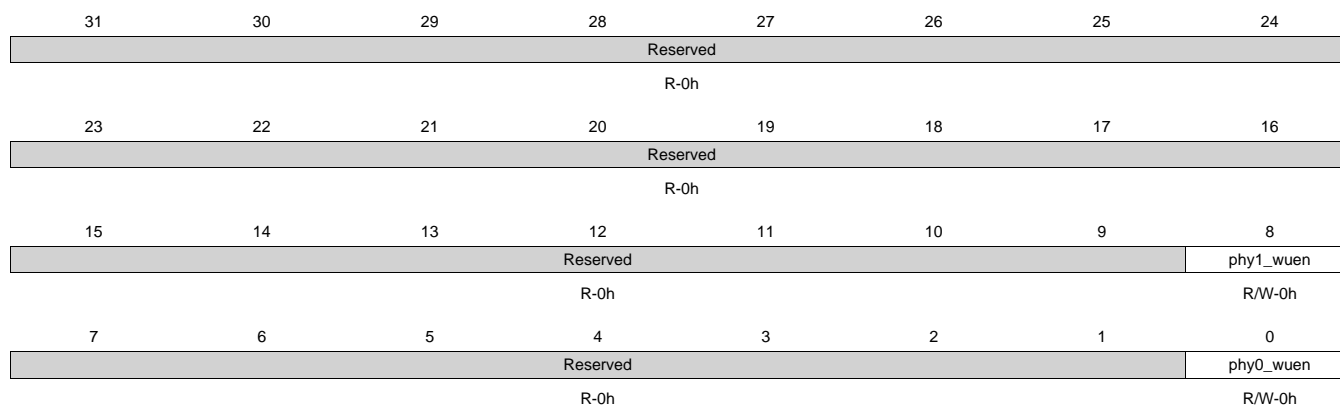 31 30 29 28 27 26 25 24
Reserved
R-0h
23 22 21 20 19 18 17 16
Reserved
R-0h
15 14 13 12 11 10 9 8
Reserved phy1_wuen
R-0h R/W-0h
7 6 5 4 3 2 1 0
Reserved phy0_wuen
R-0h R/W-0h